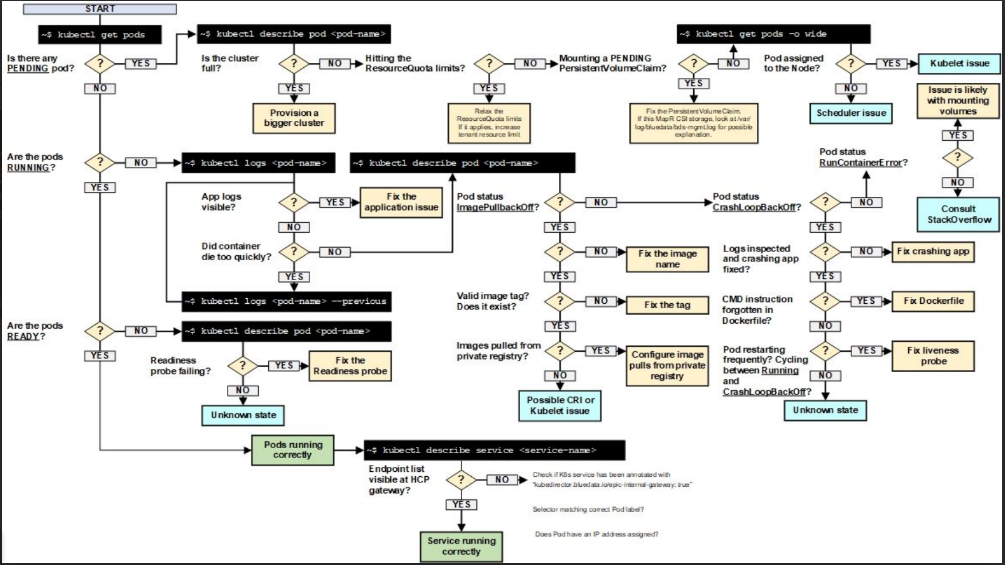 START
~$ kubectl get pods
~$ kubectl describe pod <pod-name>
~$ kubectl get pods -o wide
Is there any
PENDING pod?
?
YES
NO
Is the cluster
full?
?
NO
YES
Provision a
bigger cluster
Hitting the
ResourceQuota limits?
?
NO
YES
Relax the
ResourceQuota limits
If it applies, increase
tenant resource limit
Mounting a PENDING
PersistentVolumeClaim?
?
NO
YES
Fix the PersistentVolumeClaim.
If this MapR CSI storage, look at /var/
log/bluedata/bds-mgmt.log for possible
explanation.
Pod assigned
to the Node?
?
YES
Kubelet issue
NO
Scheduler issue
Issue is likely
with mounting
volumes
YES
?
NO
Consult
StackOverflow
Are the pods
RUNNING?
?
NO
YES
~$ kubectl logs <pod-name>
~$ kubectl describe pod <pod-name>
Pod status
RunContainerError?
App logs
visible?
?
YES
Fix the
application issue
NO
Did container
die too quickly?
?
NO
YES
~$ kubectl logs <pod-name> --previous
Pod status
ImagePullbackOff?
?
NO
YES
?
NO
Fix the image
name
YES
Valid image tag?
Does it exist?
?
NO
Fix the tag
YES
Images pulled from
private registry?
?
YES
Configure image
pulls from private
registry
NO
Possible CRI or
Kubelet issue
Pod status
CrashLoopBackOff?
?
NO
YES
Logs inspected
and crashing app
fixed?
?
NO
Fix crashing app
YES
CMD instruction
forgotten in
Dockerfile?
?
YES
Fix Dockerfile
NO
Pod restarting
frequently? Cycling
between Running
and
CrashLoopBackOff?
?
YES
Fix liveness
probe
NO
Unknown state
Are the pods
READY?
?
NO
YES
~$ kubectl describe pod <pod-name>
Readiness
probe failing?
?
YES
Fix the
Readiness probe
NO
Unknown state
Pods running
correctly
~$ kubectl describe service <service-name>
Endpoint list
visible at HCP
gateway?
?
NO
Check if K8s service has been annotated with
"kubedirector.bluedata.io/epic-internal-gateway: true"
YES
Selector matching correct Pod label?
Does Pod have an IP address assigned?
Service running
correctly